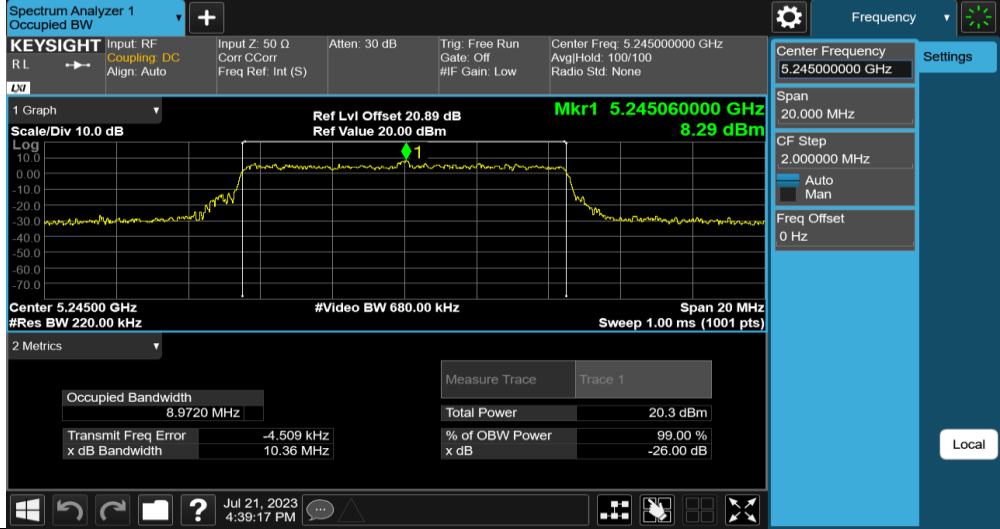 Spectrum Analyzer 1
Occupied BW
+
Frequency
KEYSIGHT
RL
LXI
Input: RF
Coupling: DC
Align: Auto
Input Z: 50 Ω
Corr CCorr
Freq Ref: Int (S)
Atten: 30 dB
Trig: Free Run
Gate: Off
#IF Gain: Low
Center Freq: 5.245000000 GHz
Avg|Hold: 100/100
Radio Std: None
Center Frequency
5.245000000 GHz
Settings
Span
20.000 MHz
CF Step
2.000000 MHz
Auto
Man
Freq Offset
0 Hz
1 Graph
Scale/Div 10.0 dB
Ref Lvl Offset 20.89 dB
Ref Value 20.00 dBm
Mkr1 5.245060000 GHz
8.29 dBm
Log
10.0
0.00
-10.0
-20.0
-30.0
-40.0
-50.0
-60.0
-70.0
1
Center 5.24500 GHz
#Video BW 680.00 kHz
Span 20 MHz
#Res BW 220.00 kHz
Sweep 1.00 ms (1001 pts)
2 Metrics
Measure Trace Trace 1
Occupied Bandwidth
8.9720 MHz
Total Power 20.3 dBm
Transmit Freq Error -4.509 kHz
% of OBW Power 99.00 %
x dB Bandwidth 10.36 MHz
x dB -26.00 dB
Local
?
Jul 21, 2023
4:39:17 PM